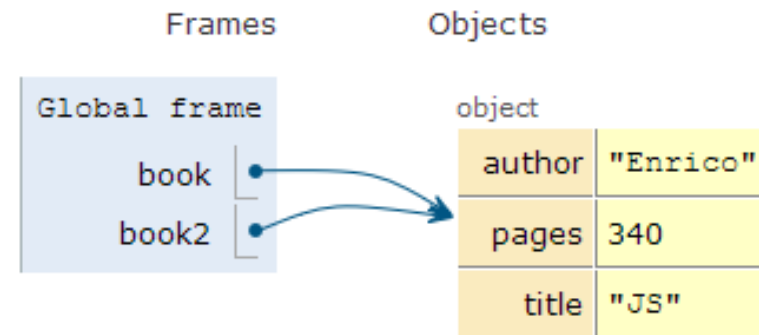 Frames Objects
Global frame
object
book
book2
author "Enrico"
pages 340
title "JS"